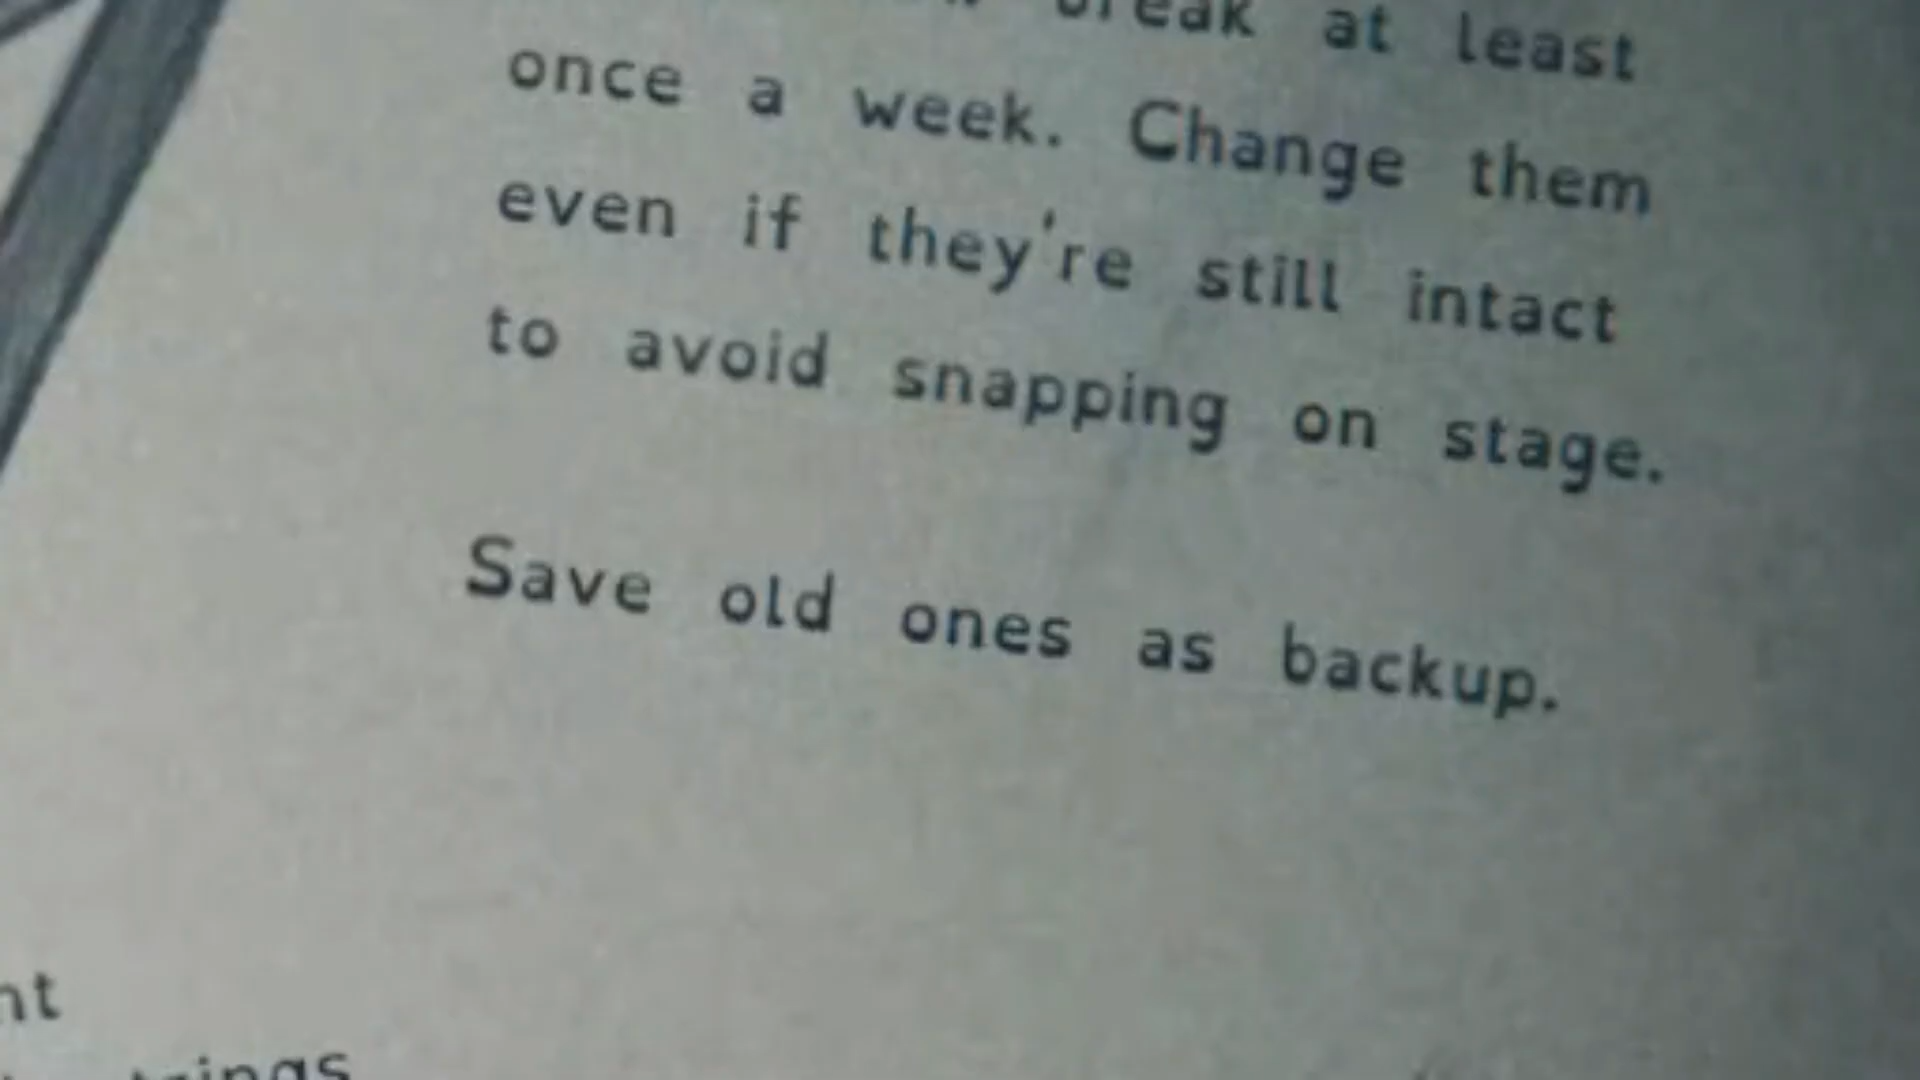 break at least
once a week. Change them
even if they're still intact
to avoid snapping on stage.
Save old ones as backup.